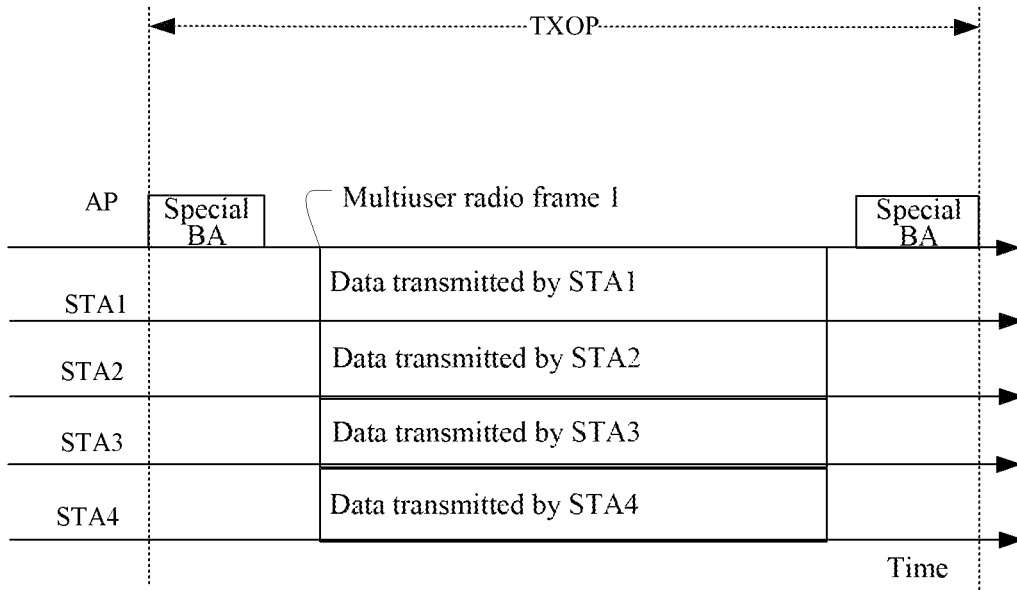 TXOP
AP
Special
BA
Multiuser radio frame 1
Special
BA
Data transmitted by STA1
STA1
Data transmitted by STA2
STA2
Data transmitted by STA3
STA3
Data transmitted by STA4
STA4
Time